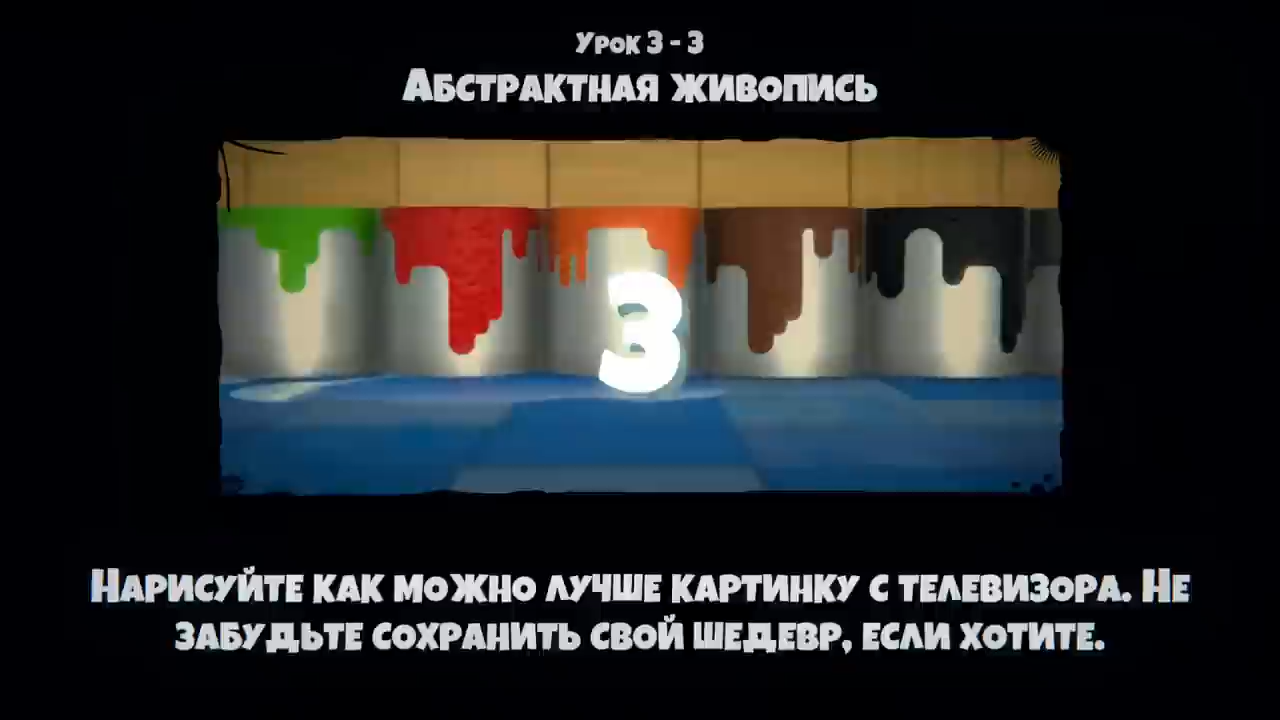 Урок 3 - 3
Абстрактная живопись
3
Нарисуйте как можно лучше картинку с телевизора. Не
забудьте сохранить свой шедевр, если хотите.